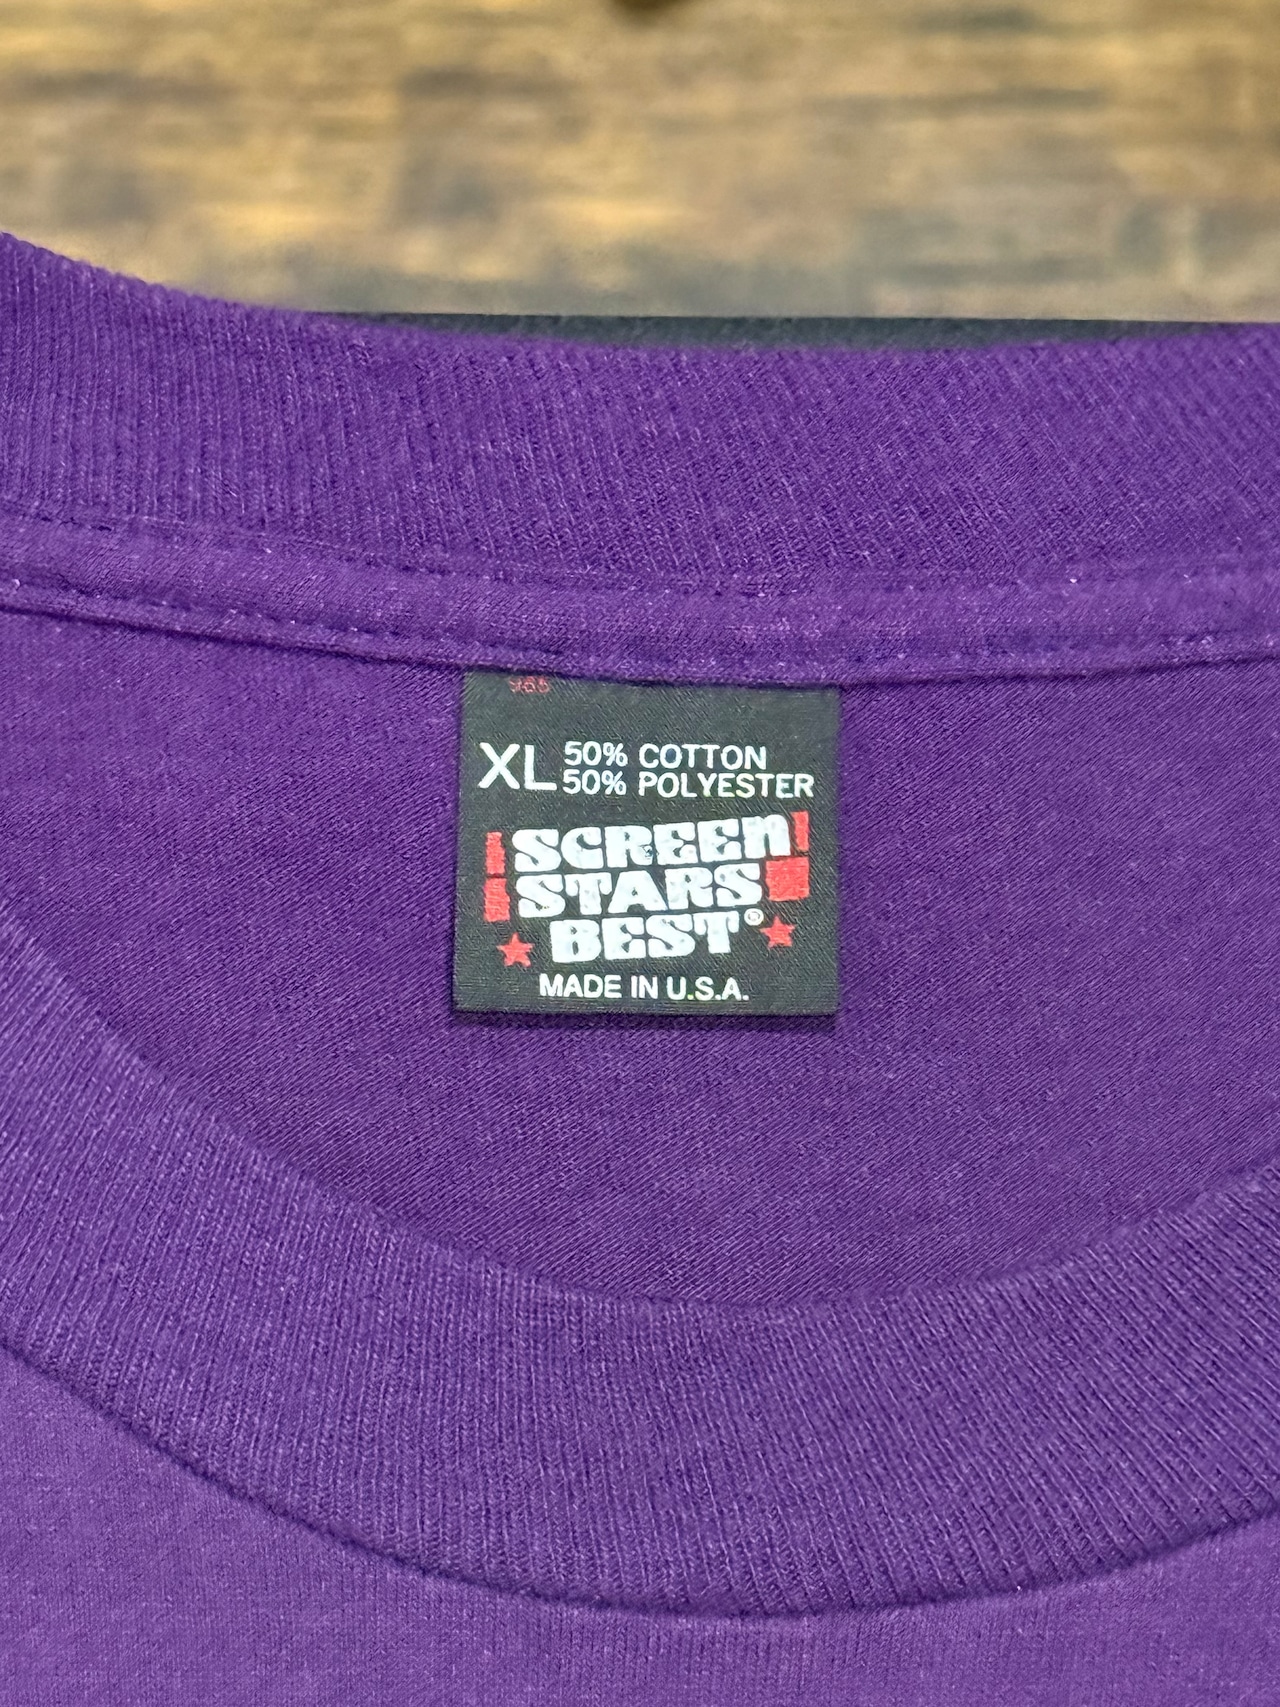 XL 50% COTTON
50% POLYESTER
SCREEN
STARS
BEST®
MADE IN U.S.A.